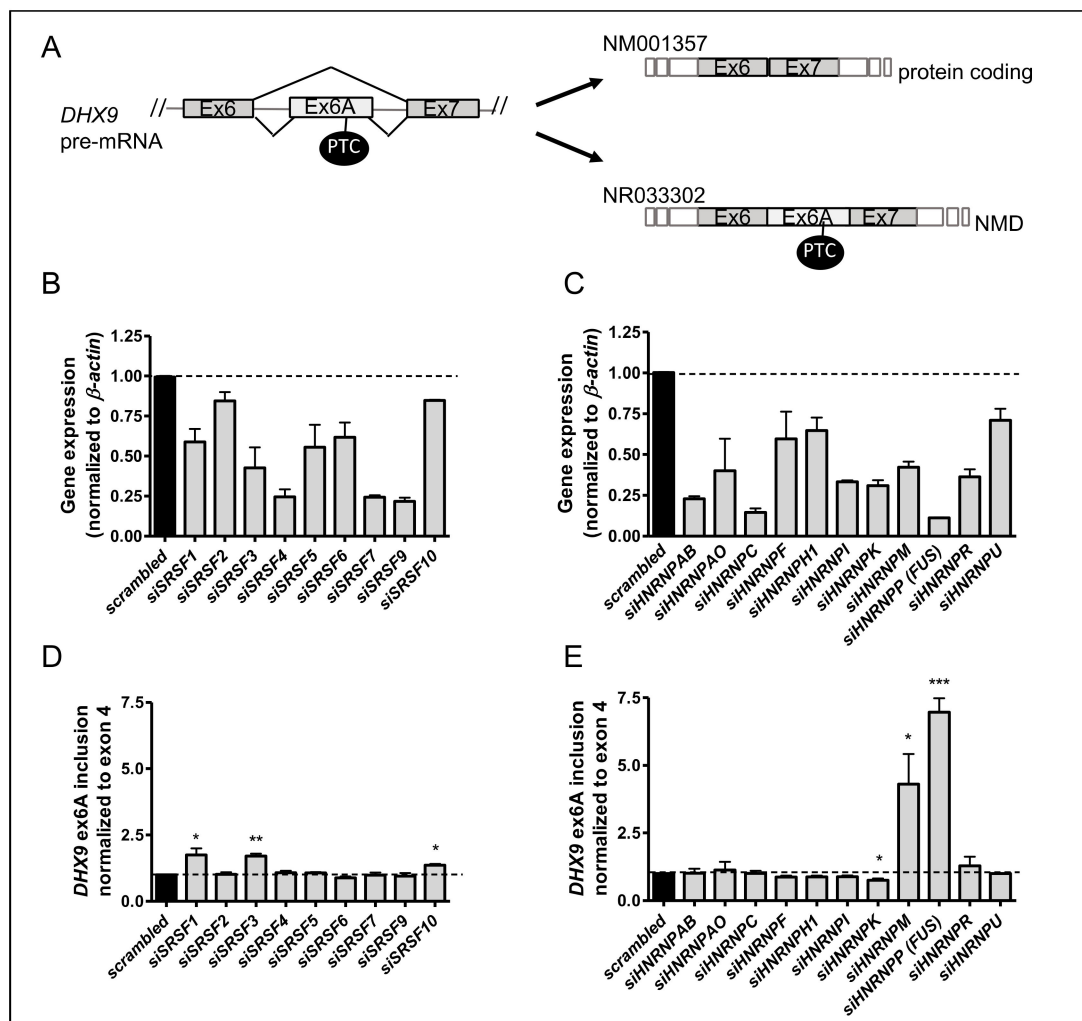 A
//
Ex6
Ex6A
Ex7
//
DHX9
pre-mRNA
PTC
NM001357
Ex6
Ex7
protein coding
NR033302
Ex6
Ex6A
Ex7
NMD
PTC
B
Gene expression
(normalized to β-actin)
1.25
1.00
0.75
0.50
0.25
0.00
scrambled
siSRSF1
siSRSF2
siSRSF3
siSRSF4
siSRSF5
siSRSF6
siSRSF7
siSRSF9
siSRSF10
C
Gene expression
(normalized to β-actin)
1.25
1.00
0.75
0.50
0.25
0.00
scrambled
siHNRNPAB
siHNRNPAO
siHNRNPC
siHNRNPF
siHNRNPH1
siHNRNPI
siHNRNPK
siHNRNPM
siHNRNPP (FUS)
siHNRNPR
siHNRNPU
D
DHX9 ex6A inclusion
normalized to exon 4
7.5
5.0
2.5
0.0
*
**
*
scrambled
siSRSF1
siSRSF2
siSRSF3
siSRSF4
siSRSF5
siSRSF6
siSRSF7
siSRSF9
siSRSF10
E
DHX9 ex6A inclusion
normalized to exon 4
7.5
5.0
2.5
0.0
*
*
***
scrambled
siHNRNPAB
siHNRNPAO
siHNRNPC
siHNRNPF
siHNRNPH1
siHNRNPI
siHNRNPK
siHNRNPM
siHNRNPP (FUS)
siHNRNPR
siHNRNPU